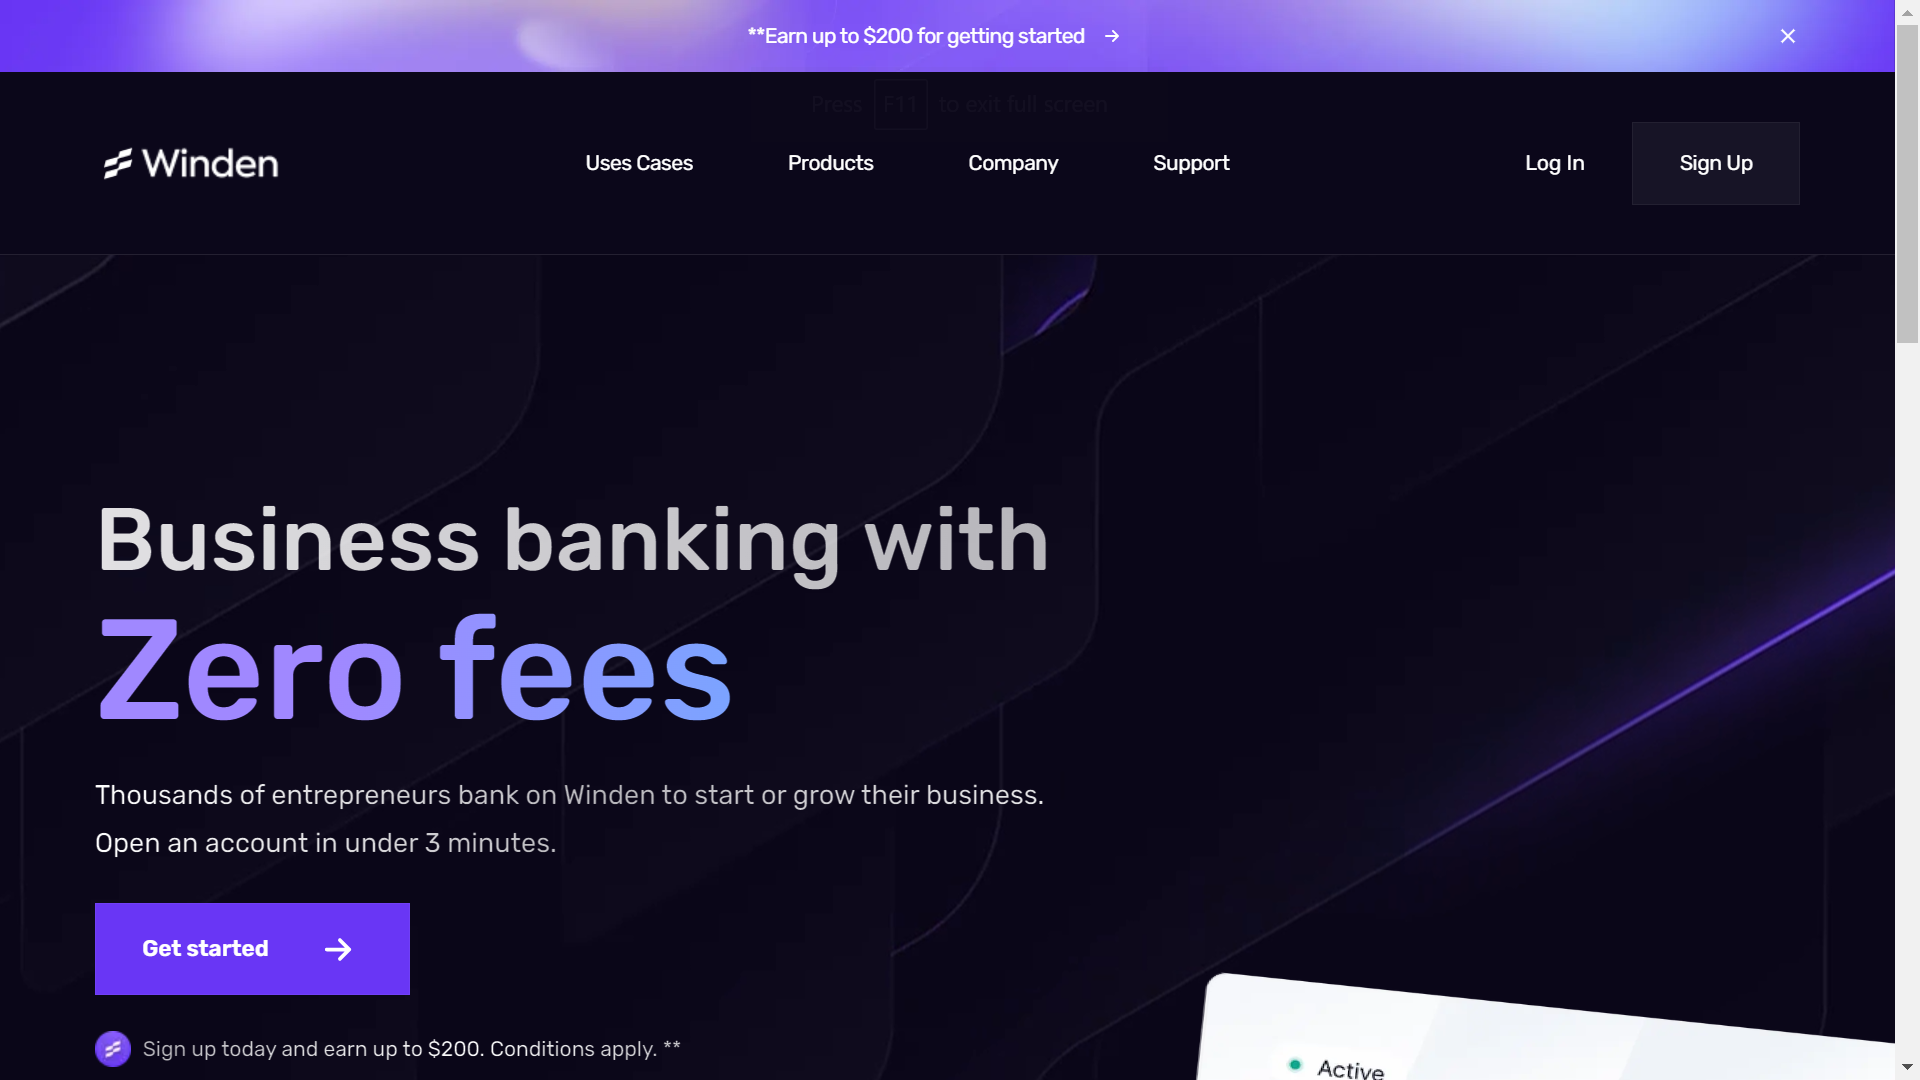 **Earn up to $200 for getting started
Press F11 to exit full screen
Winden
Uses Cases
Products
Company
Support
Log In
Sign Up
Business banking with
Zero fees
Thousands of entrepreneurs bank on Winden to start or grow their business.
Open an account in under 3 minutes.
Get started
Sign up today and earn up to $200. Conditions apply. **
Active